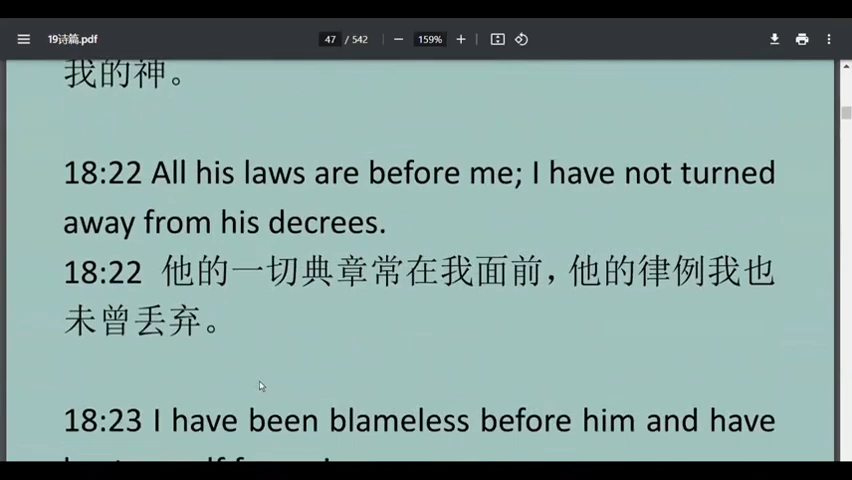 19诗篇.pdf
47 / 542
159%
我的神。
18:22 All his laws are before me; I have not turned
away from his decrees.
18:22 他的一切典章常在我面前，他的律例我也
未曾丢弃。
18:23 I have been blameless before him and have